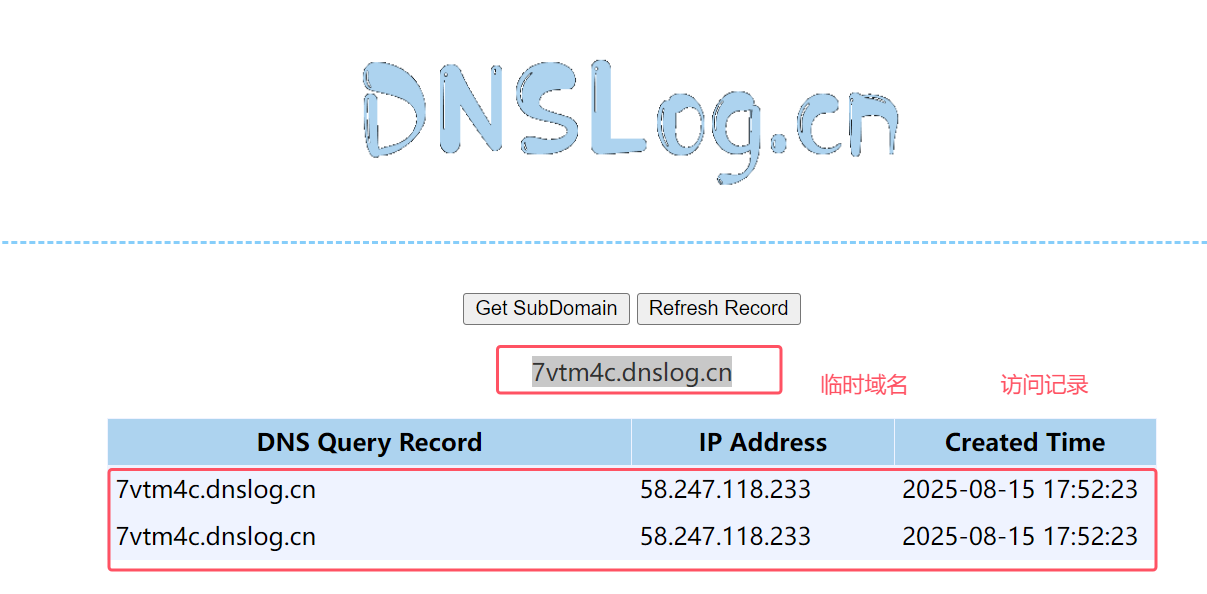 DNSLog.cn
Get SubDomain Refresh Record
7vtm4c.dnslog.cn 临时域名 访问记录
DNS Query Record IP Address Created Time
7vtm4c.dnslog.cn 58.247.118.233 2025-08-15 17:52:23
7vtm4c.dnslog.cn 58.247.118.233 2025-08-15 17:52:23